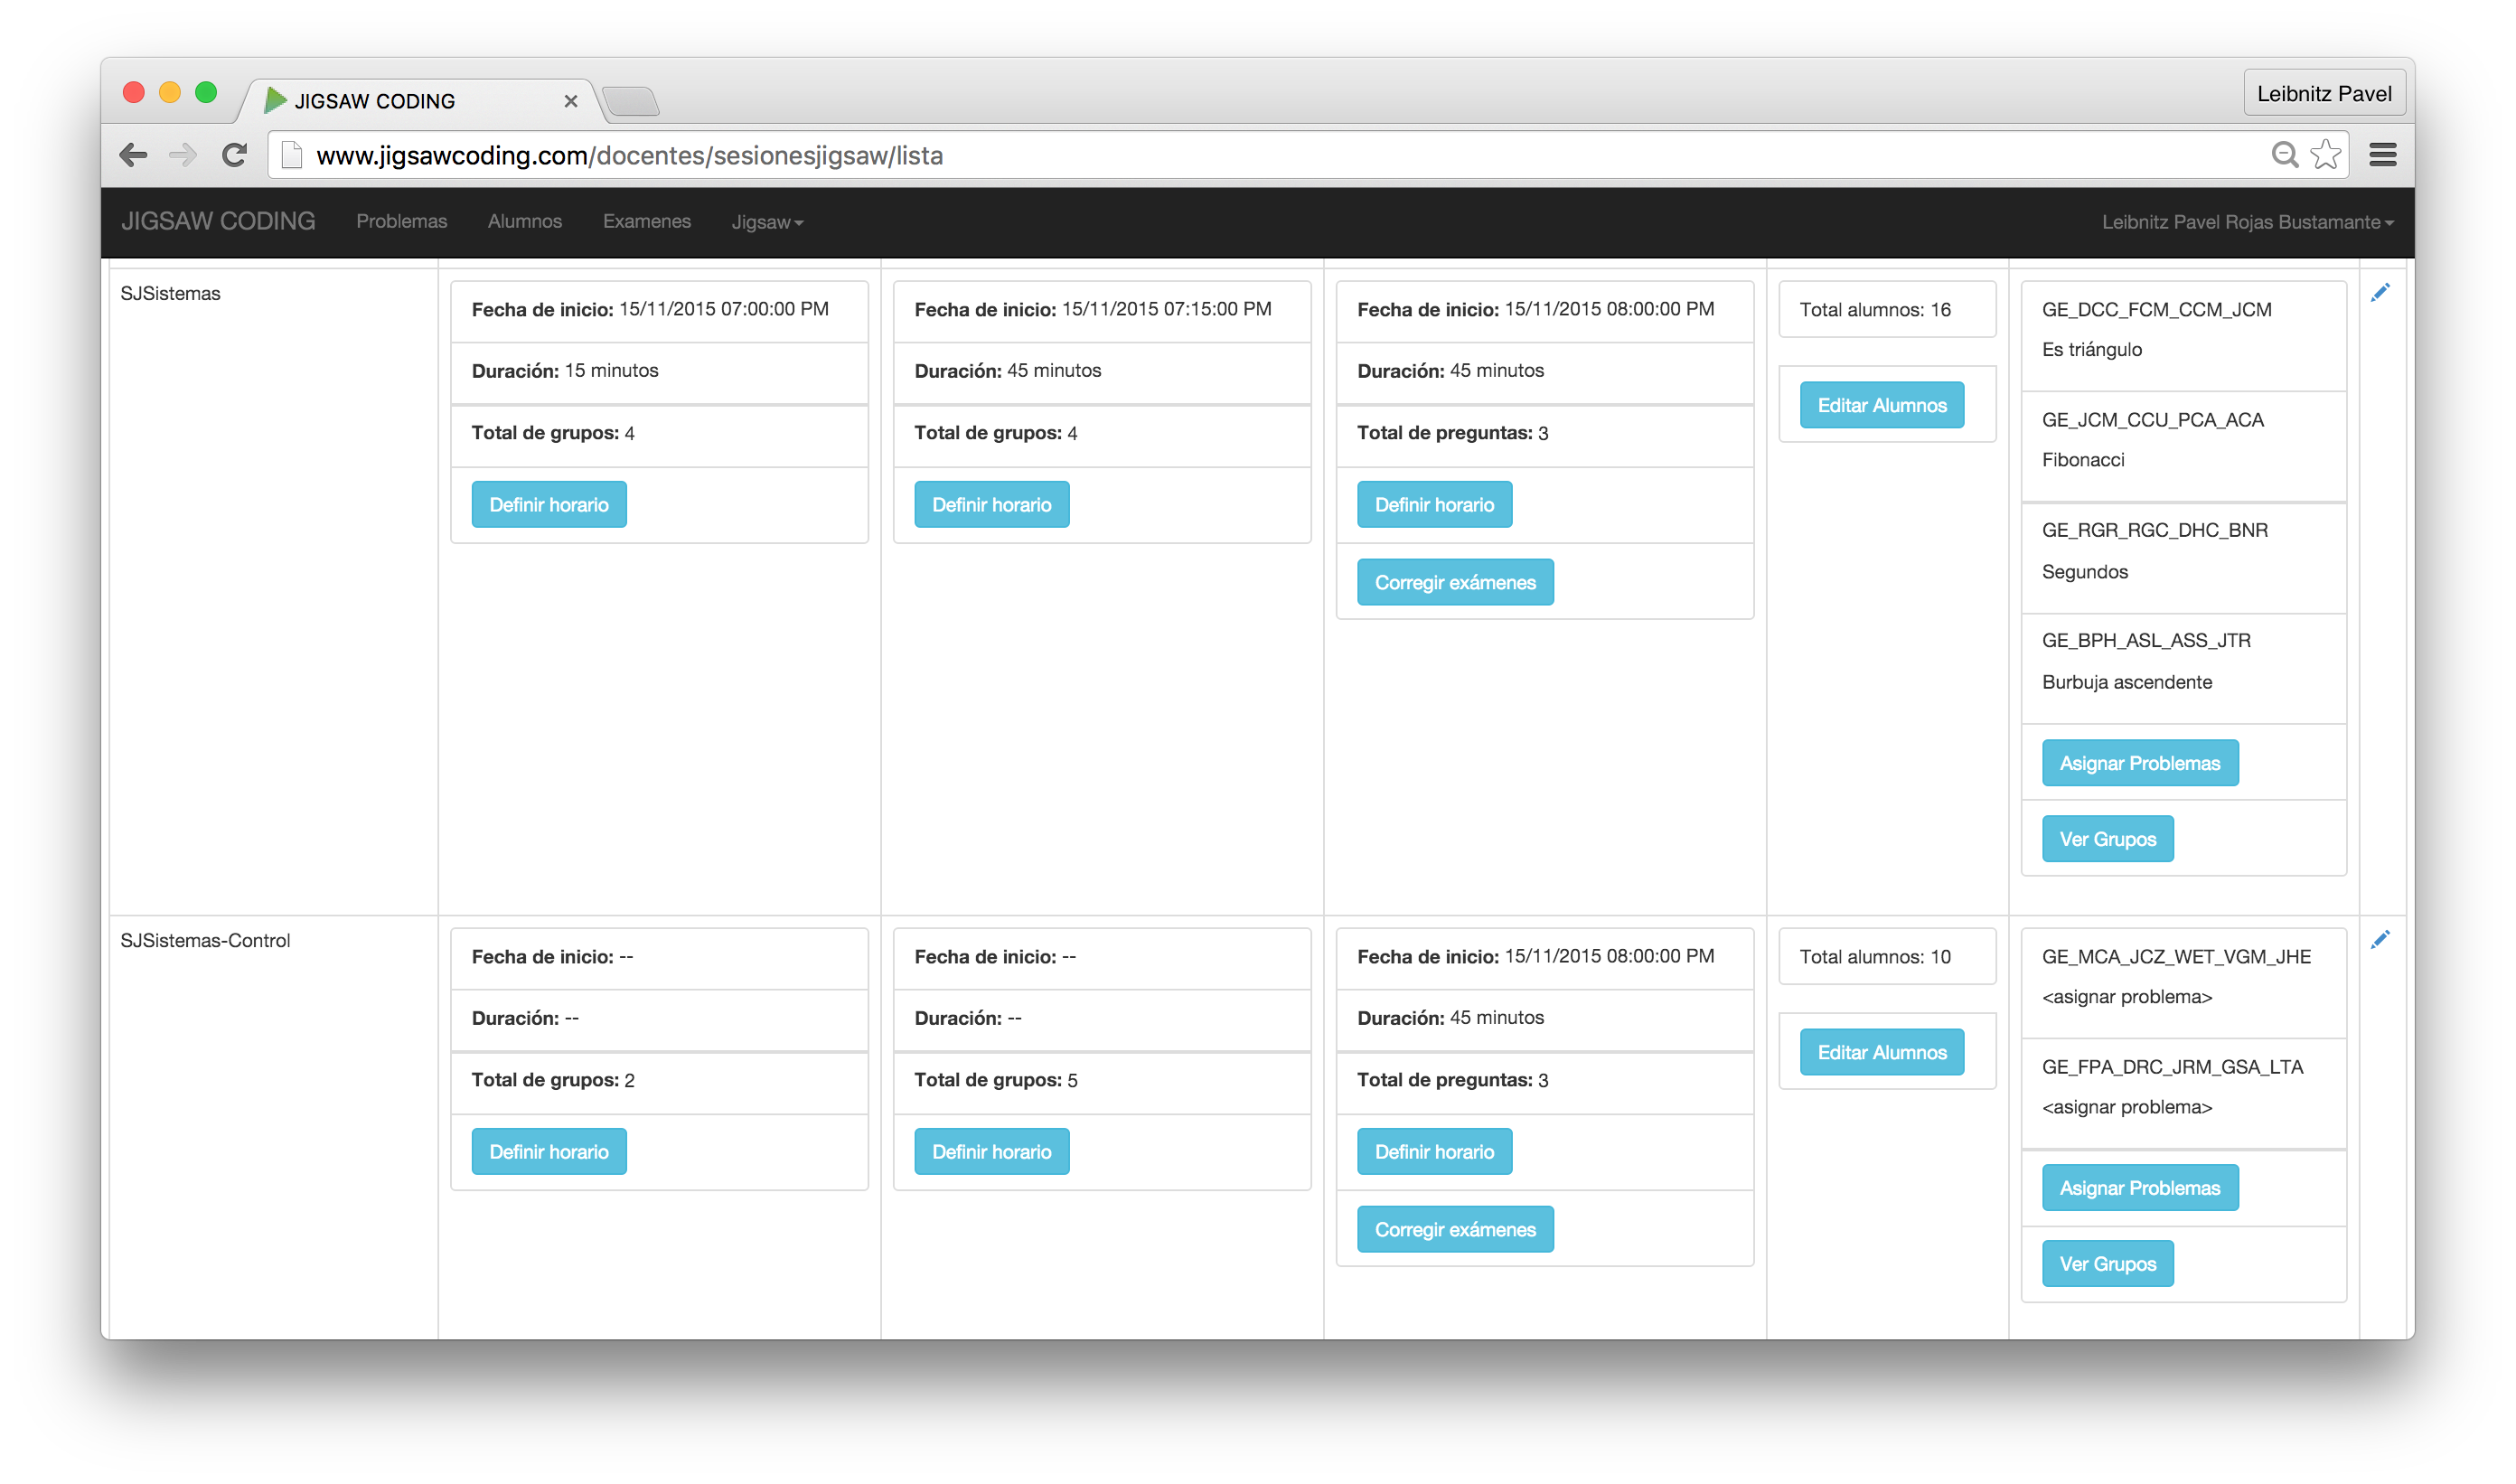 JIGSAW CODING
Leibnitz Pavel
www.jigsawcoding.com/docentes/sesionesjigsaw/lista
JIGSAW CODING Problemas Alumnos Examenes Jigsaw Leibnitz Pavel Rojas Bustamante
SJSistemas
Fecha de inicio: 15/11/2015 07:00:00 PM
Duración: 15 minutos
Total de grupos: 4
Definir horario
Fecha de inicio: 15/11/2015 07:15:00 PM
Duración: 45 minutos
Total de grupos: 4
Definir horario
Fecha de inicio: 15/11/2015 08:00:00 PM
Duración: 45 minutos
Total de preguntas: 3
Definir horario
Corregir exámenes
Total alumnos: 16
Editar Alumnos
GE_DCC_FCM_CCM_JCM
Es triángulo
GE_JCM_CCU_PCA_ACA
Fibonacci
GE_RGR_RGC_DHC_BNR
Segundos
GE_BPH_ASL_ASS_JTR
Burbuja ascendente
Asignar Problemas
Ver Grupos
SJSistemas-Control
Fecha de inicio: --
Duración: --
Total de grupos: 2
Definir horario
Fecha de inicio: --
Duración: --
Total de grupos: 5
Definir horario
Fecha de inicio: 15/11/2015 08:00:00 PM
Duración: 45 minutos
Total de preguntas: 3
Definir horario
Corregir exámenes
Total alumnos: 10
Editar Alumnos
GE_MCA_JCZ_WET_VGM_JHE
<asignar problema>
GE_FPA_DRC_JRM_GSA_LTA
<asignar problema>
Asignar Problemas
Ver Grupos